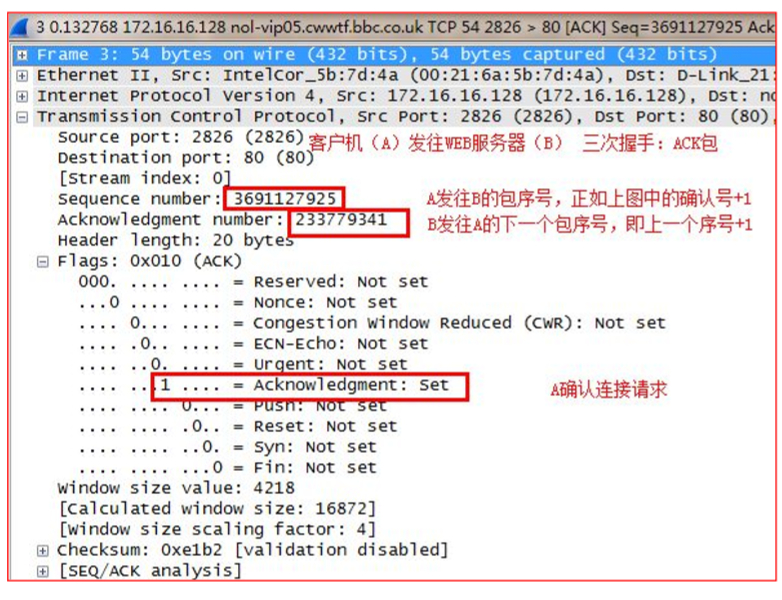 3 0.132768 172.16.16.128 nol-vip05.cwwtf.bbc.co.uk TCP 54 2826 > 80 [ACK] Seq=3691127925 Ack
Frame 3: 54 bytes on wire (432 bits), 54 bytes captured (432 bits)
Ethernet II, Src: IntelCor_5b:7d:4a (00:21:6a:5b:7d:4a), Dst: D-Link_21:
Internet Protocol Version 4, Src: 172.16.16.128 (172.16.16.128), Dst: no
Transmission Control Protocol, Src Port: 2826 (2826), Dst Port: 80 (80),
Source port: 2826 (2826) 客户机（A）发往WEB服务器（B） 三次握手：ACK包
Destination port: 80 (80)
[Stream index: 0]
Sequence number: 3691127925 A发往B的包序号，正如上图中的确认号+1
Acknowledgment number: 233779341 B发往A的下一个包序号，即上一个序号+1
Header length: 20 bytes
Flags: 0x010 (ACK)
000. .... .... = Reserved: Not set
...0 .... .... = Nonce: Not set
.... 0... .... = Congestion Window Reduced (CWR): Not set
.... .0.. .... = ECN-Echo: Not set
.... ..0. .... = Urgent: Not set
.... ...1 .... = Acknowledgment: Set A确认连接请求
.... .... 0... = Push: Not set
.... .... .0.. = Reset: Not set
.... .... ..0. = Syn: Not set
.... .... ...0 = Fin: Not set
Window size value: 4218
[Calculated window size: 16872]
[Window size scaling factor: 4]
Checksum: 0xe1b2 [validation disabled]
[SEQ/ACK analysis]